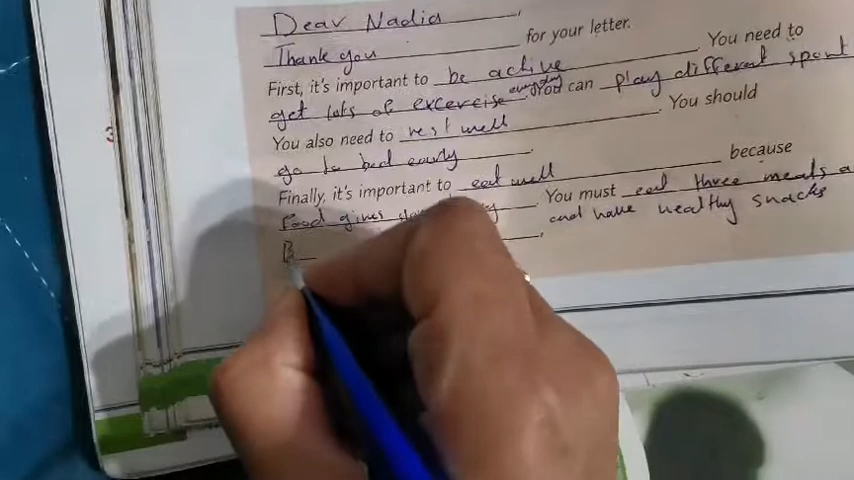 Dear Nadia
Thank you for your letter.
First, it's important to be active You need to
get lots of excercise everyday. You can play different sport
You also need to rest well You should
go to bed early
Finally, it's important to eat well because
Food gives You must eat three meals a
and have healthy snacks
B